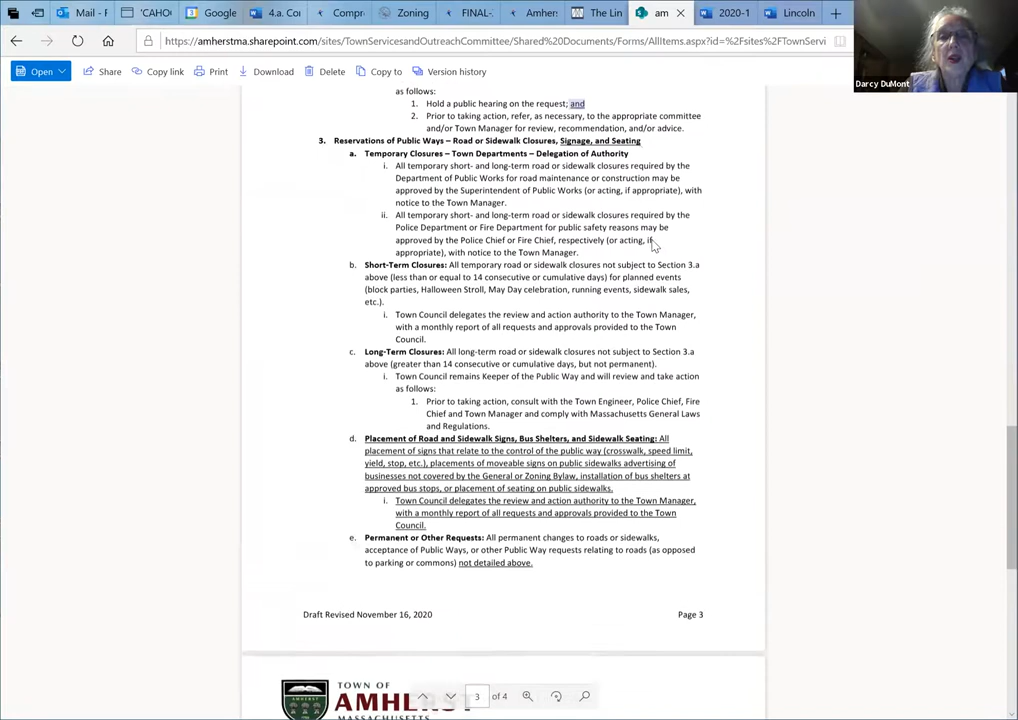 Mail - F
'CAHO
Google
4.a. Co
Compr
Zoning
FINAL-
Amhers
The Lin
am
2020-1
Lincoln
https://amherstma.sharepoint.com/sites/TownServicesandOutreachCommittee/Shared%20Documents/Forms/AllItems.aspx?id=%2Fsites%2FTownServi
Open
Share
Copy link
Print
Download
Delete
Copy to
Version history
Darcy DuMont
as follows:
1. Hold a public hearing on the request; and
2. Prior to taking action, refer, as necessary, to the appropriate committee
and/or Town Manager for review, recommendation, and/or advice.
3. Reservations of Public Ways – Road or Sidewalk Closures, Signage, and Seating
a. Temporary Closures – Town Departments – Delegation of Authority
i. All temporary short- and long-term road or sidewalk closures required by the
Department of Public Works for road maintenance or construction may be
approved by the Superintendent of Public Works (or acting, if appropriate), with
notice to the Town Manager.
ii. All temporary short- and long-term road or sidewalk closures required by the
Police Department or Fire Department for public safety reasons may be
approved by the Police Chief or Fire Chief, respectively (or acting, if
appropriate), with notice to the Town Manager.
b. Short-Term Closures: All temporary road or sidewalk closures not subject to Section 3.a
above (less than or equal to 14 consecutive or cumulative days) for planned events
(block parties, Halloween Stroll, May Day celebration, running events, sidewalk sales,
etc.).
i. Town Council delegates the review and action authority to the Town Manager,
with a monthly report of all requests and approvals provided to the Town
Council.
c. Long-Term Closures: All long-term road or sidewalk closures not subject to Section 3.a
above (greater than 14 consecutive or cumulative days, but not permanent).
i. Town Council remains Keeper of the Public Way and will review and take action
as follows:
1. Prior to taking action, consult with the Town Engineer, Police Chief, Fire
Chief and Town Manager and comply with Massachusetts General Laws
and Regulations.
d. Placement of Road and Sidewalk Signs, Bus Shelters, and Sidewalk Seating: All
placement of signs that relate to the control of the public way (crosswalk, speed limit,
yield, stop, etc.), placements of moveable signs on public sidewalks advertising of
businesses not covered by the General or Zoning Bylaw, installation of bus shelters at
approved bus stops, or placement of seating on public sidewalks.
i. Town Council delegates the review and action authority to the Town Manager,
with a monthly report of all requests and approvals provided to the Town
Council.
e. Permanent or Other Requests: All permanent changes to roads or sidewalks,
acceptance of Public Ways, or other Public Way requests relating to roads (as opposed
to parking or commons) not detailed above.
Draft Revised November 16, 2020
Page 3
TOWN OF
AMHERST
MASSACHUSETTS
3 of 4